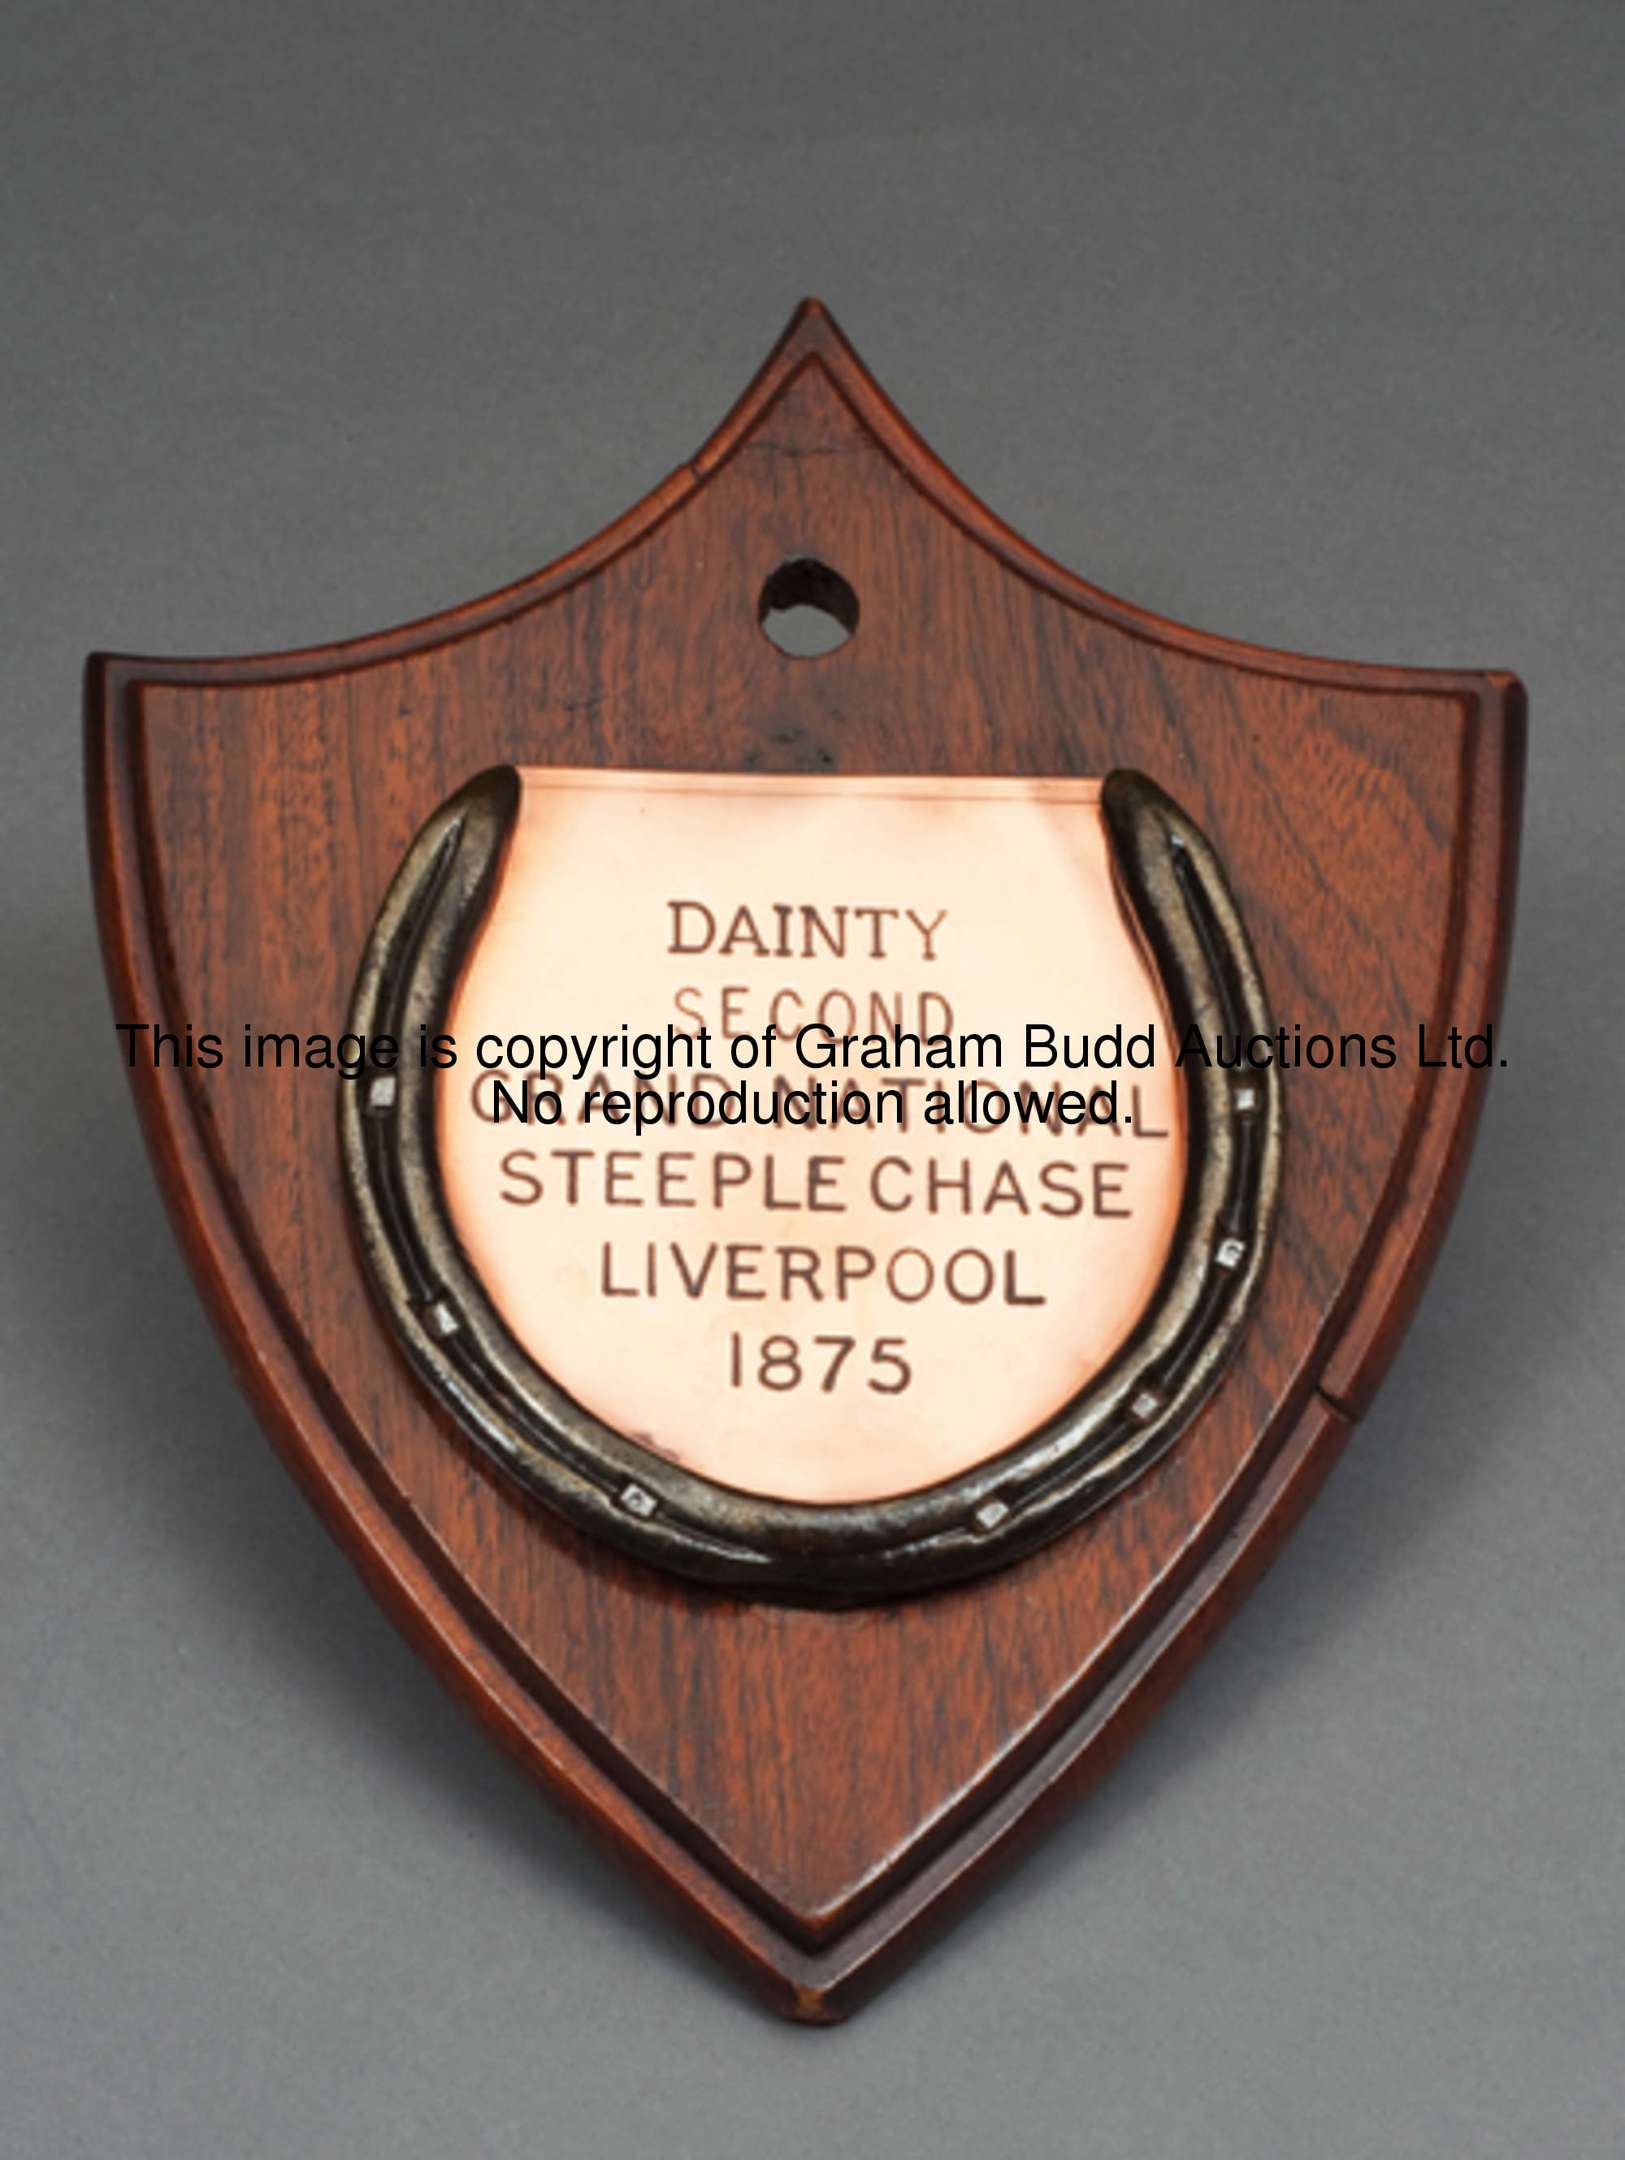 DAINTY
SECOND
This image is copyright of Graham Budd Auctions Ltd.
GRAND NATIONAL
No reproduction allowed.
STEEPLE CHASE
LIVERPOOL
1875